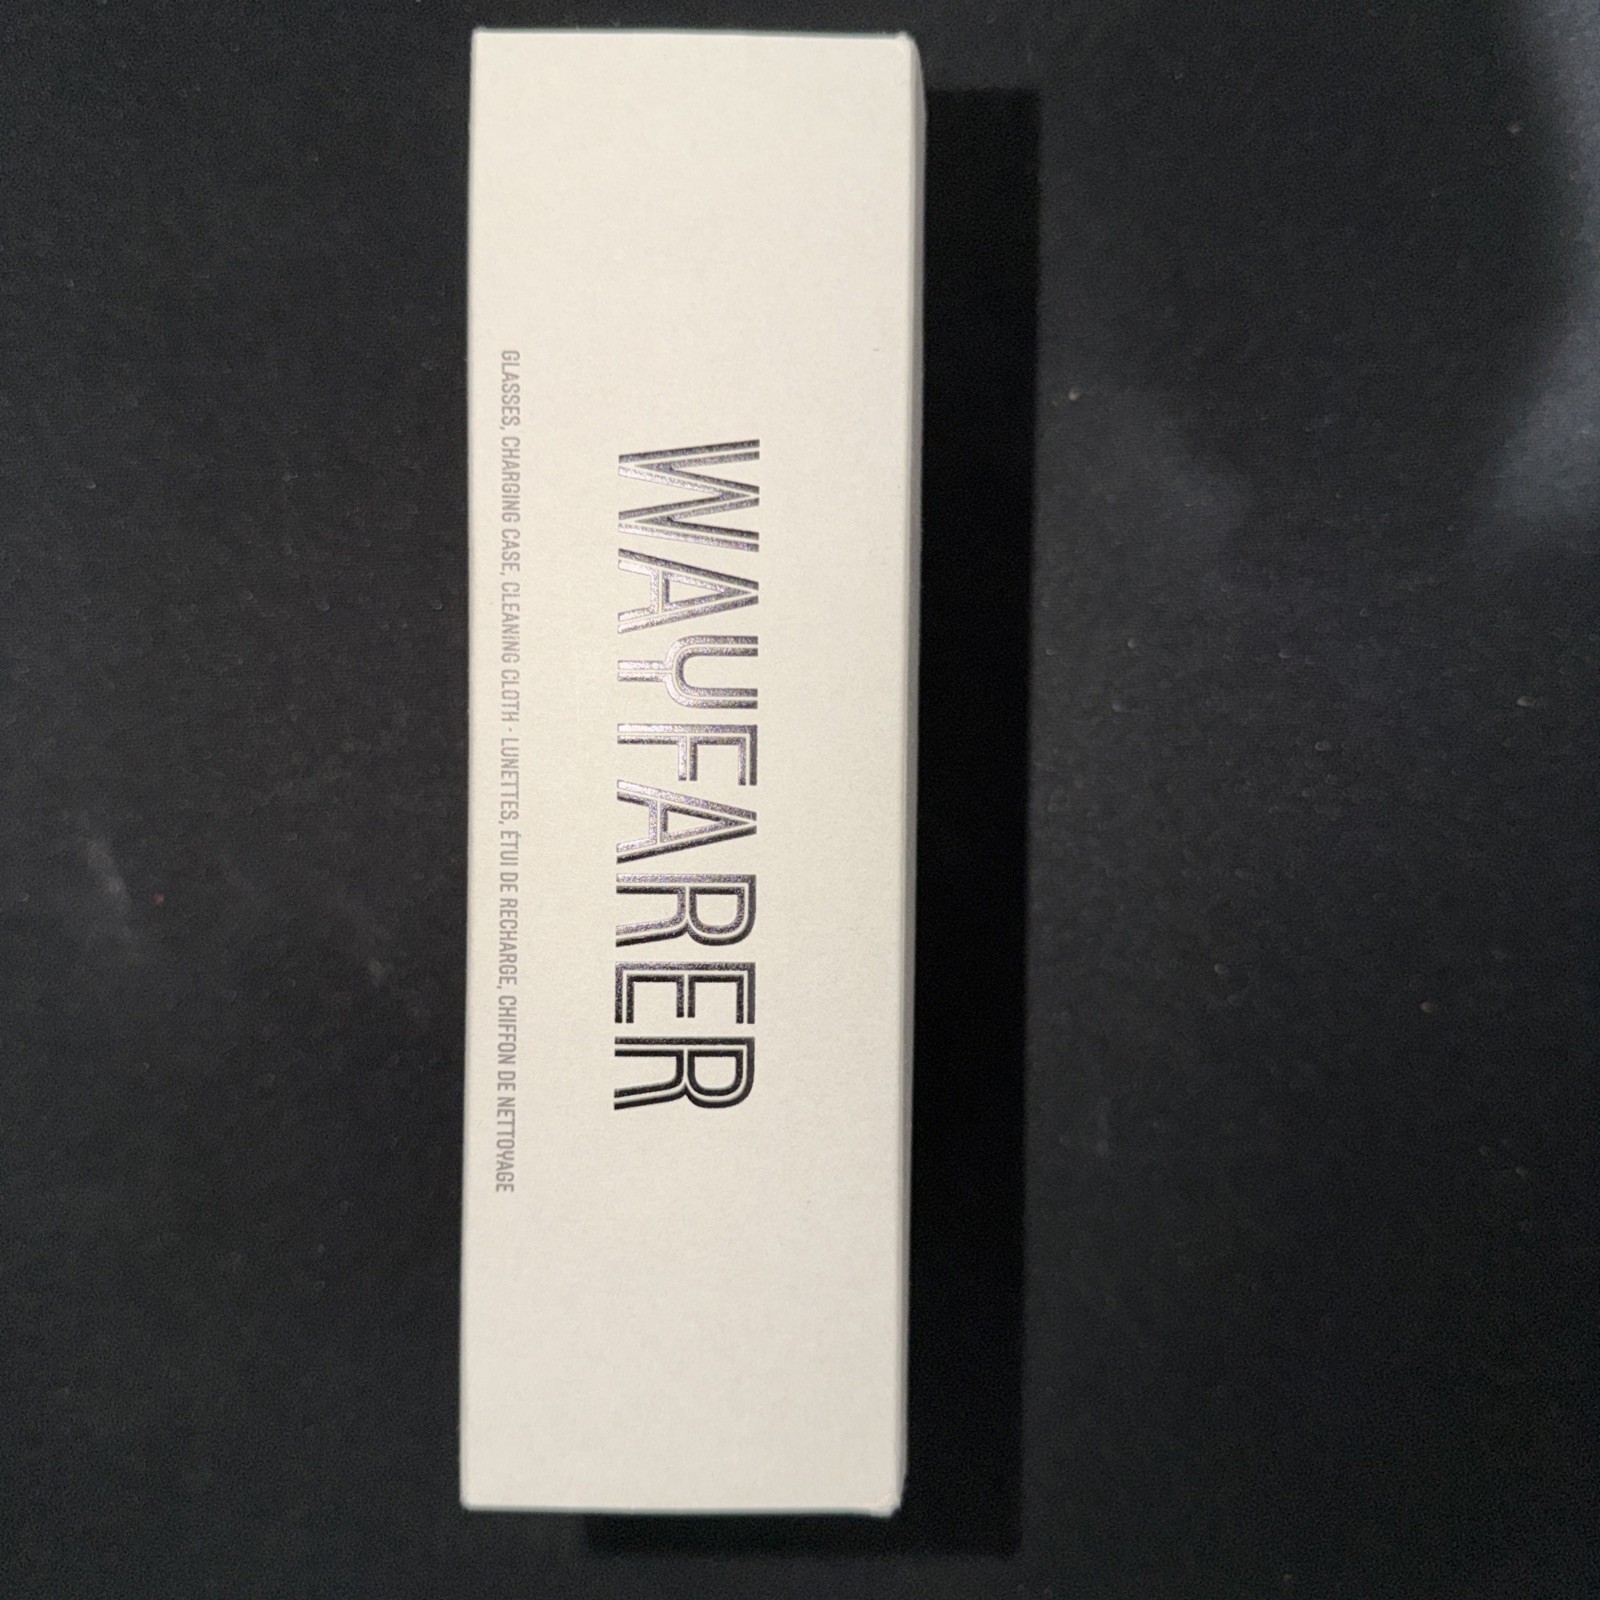 WAYFARER
GLASSES, CHARGING CASE, CLEANING CLOTH - LUNETTES, ÉTUI DE RECHARGE, CHIFFON DE NETTOYAGE